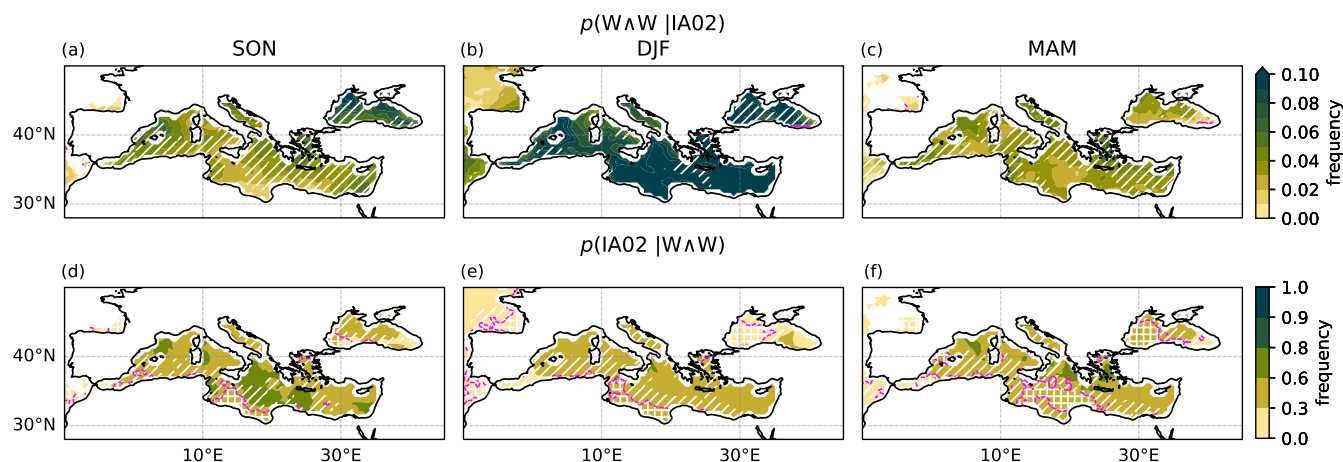 p(W∧W |IA02)
(a) SON (b) DJF (c) MAM
40°N
30°N
0.10
0.08
0.06
0.04
0.02
0.00
frequency
p(IA02 |W∧W)
(d) (e) (f)
40°N
30°N
0.5
10°E 30°E 10°E 30°E 10°E 30°E
1.0
0.9
0.8
0.6
0.3
0.0
frequency